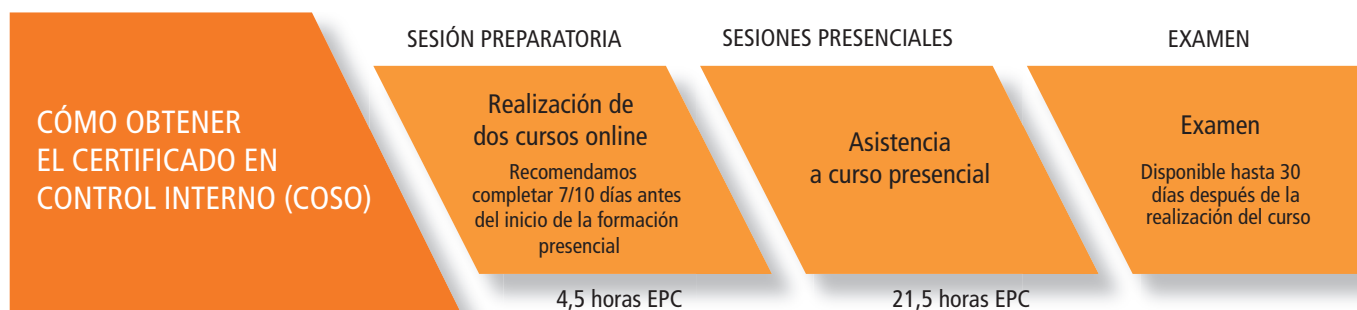 CÓMO OBTENER
EL CERTIFICADO EN
CONTROL INTERNO (COSO)
SESIÓN PREPARATORIA
Realización de
dos cursos online
Recomendamos
completar 7/10 días antes
del inicio de la formación
presencial
4,5 horas EPC
SESIONES PRESENCIALES
Asistencia
a curso presencial
21,5 horas EPC
EXAMEN
Examen
Disponible hasta 30
días después de la
realización del curso